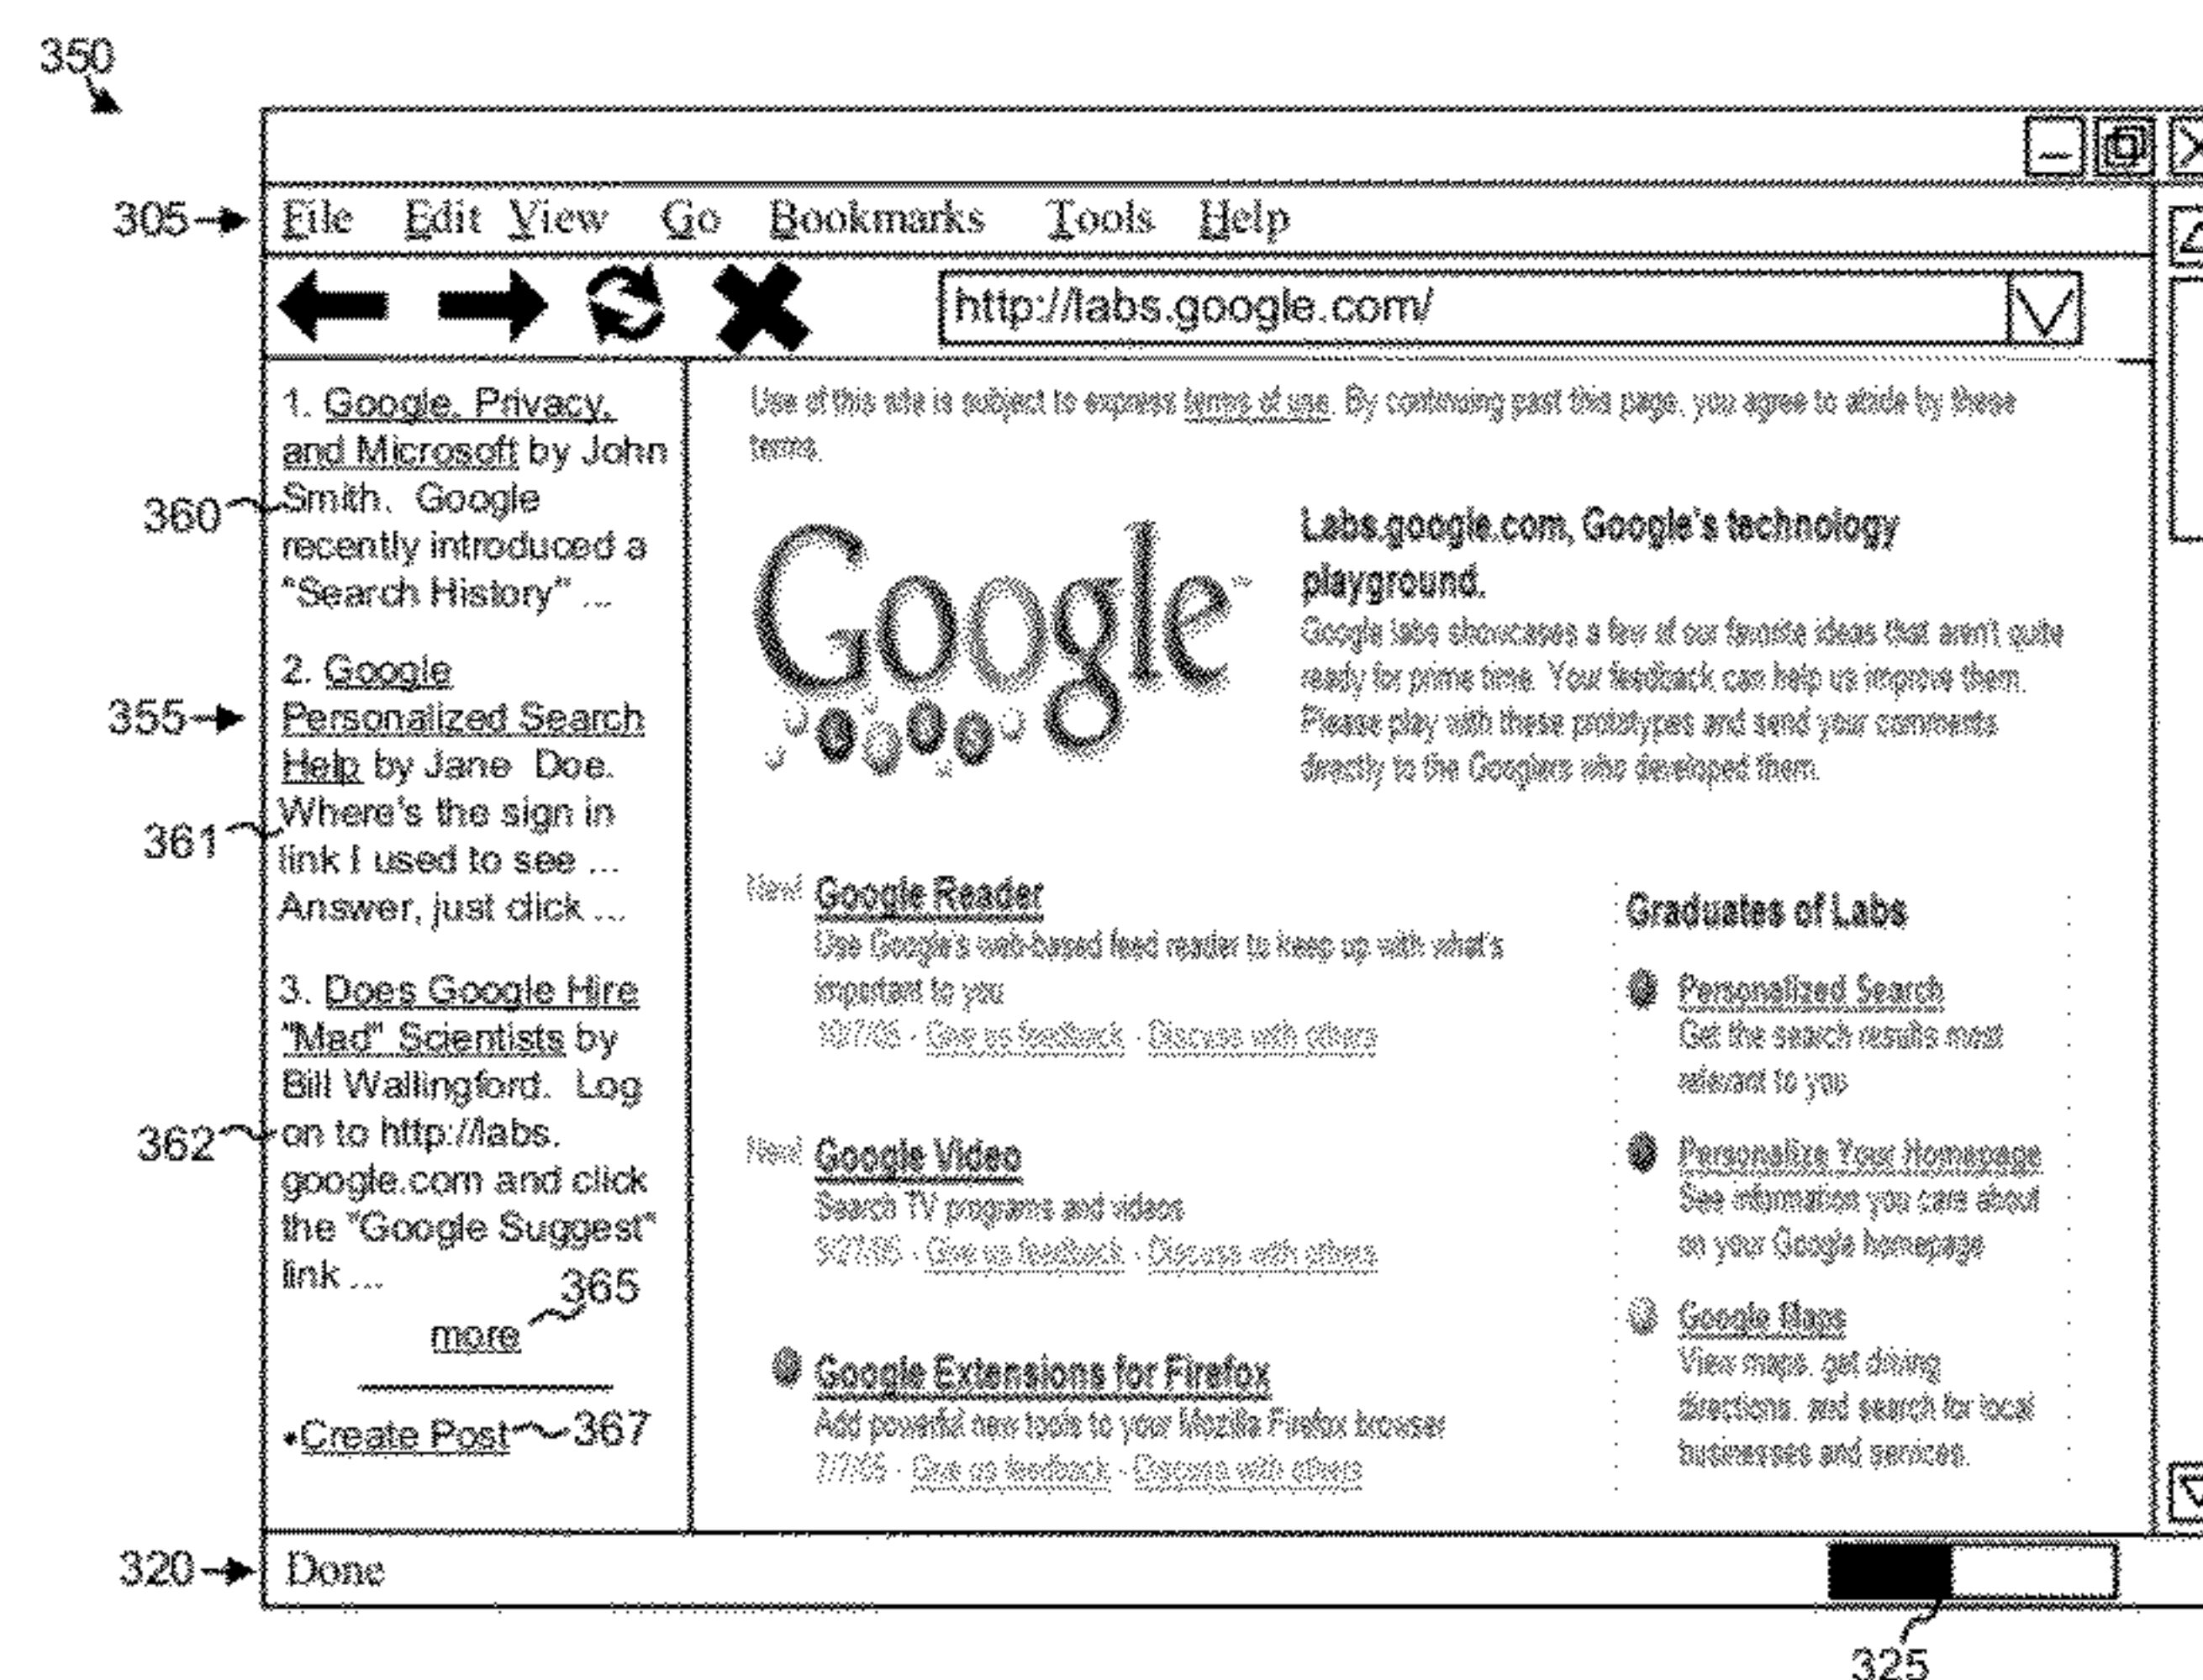 350
305
File Edit View Go Bookmarks Tools Help
http://labs.google.com/
1. Google, Privacy,
and Microsoft by John
Smith. Google
recently introduced a
"Search History" ...
360
2. Google
Personalized Search
Help by Jane Doe.
Where's the sign in
link I used to see ...
Answer, just click ...
355
361
3. Does Google Hire
"Mad" Scientists by
Bill Wallingford. Log
on to http://labs.
google.com and click
the "Google Suggest"
link ...
362
more
365
•Create Post
367
Use of this site is subject to express terms of use. By continuing past this page, you agree to abide by these
terms.
Google
Labs.google.com, Google's technology
playground.
Google labs showcases a few of our favorite ideas that aren't quite
ready for prime time. Your feedback can help us improve them.
Please play with these prototypes and send your comments
directly to the Googlers who developed them.
New! Google Reader
Use Google's web-based feed reader to keep up with what's
important to you
10/7/05 - Give us feedback - Discuss with others
New! Google Video
Search TV programs and videos
Give us feedback - Discuss with others
Google Extensions for Firefox
Add powerful new tools to your Mozilla Firefox browser
7/7/05 - Give us feedback - Discuss with others
Graduates of Labs
Personalized Search
Get the search results most
relevant to you
Personalize Your Homepage
See information you care about
on your Google homepage
Google Maps
View maps, get driving
directions, and search for local
businesses and services.
320
Done
325